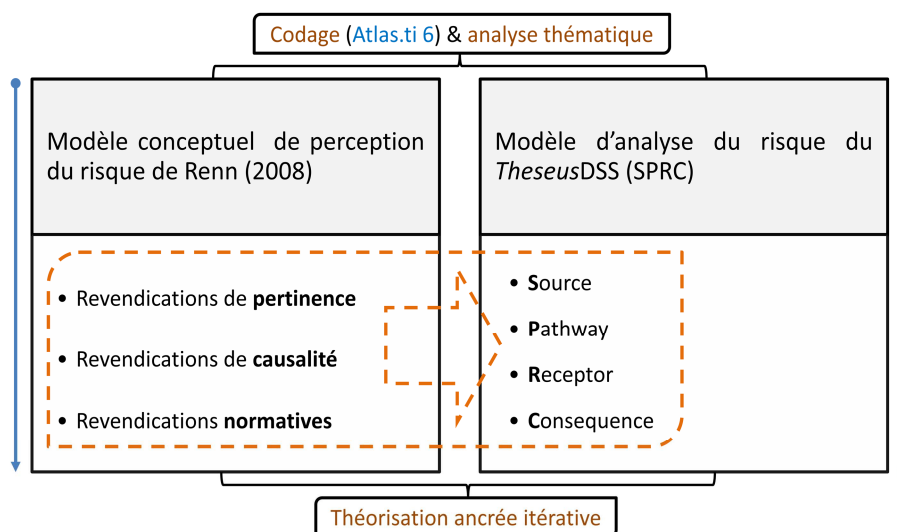 Codage (Atlas.ti 6) & analyse thématique
Modèle conceptuel de perception
du risque de Renn (2008)
Modèle d’analyse du risque du
TheseusDSS (SPRC)
• Revendications de pertinence
• Revendications de causalité
• Revendications normatives
• Source
• Pathway
• Receptor
• Consequence
Théorisation ancrée itérative